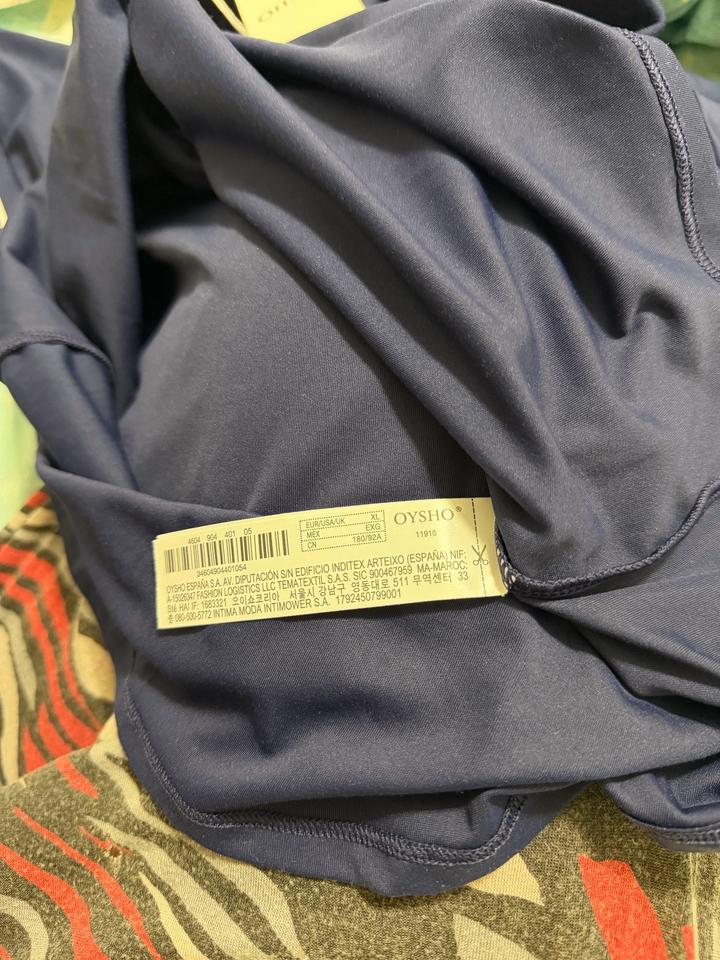 OYSHO
4604 904 401 05
34604904401054
EUR/USA/UK XL
MEX EXG
CN 180/92A
OYSHO®
11910
OYSHO ESPAÑA S.A. AV. DIPUTACIÓN S/N EDIFICIO INDITEX ARTEIXO (ESPAÑA) NIF:
A-15026347 FASHION LOGISTICS LLC TEMATEXTIL S.A.S. SIC 900467959 MA-MAROC:
Sté HAI IF: 1683321 오이쇼코리아 서울시 강남구 영동대로 511 무역센터 33
층 080-500-5772 INTIMA MODA INTIMOWER S.A. 1792450799001